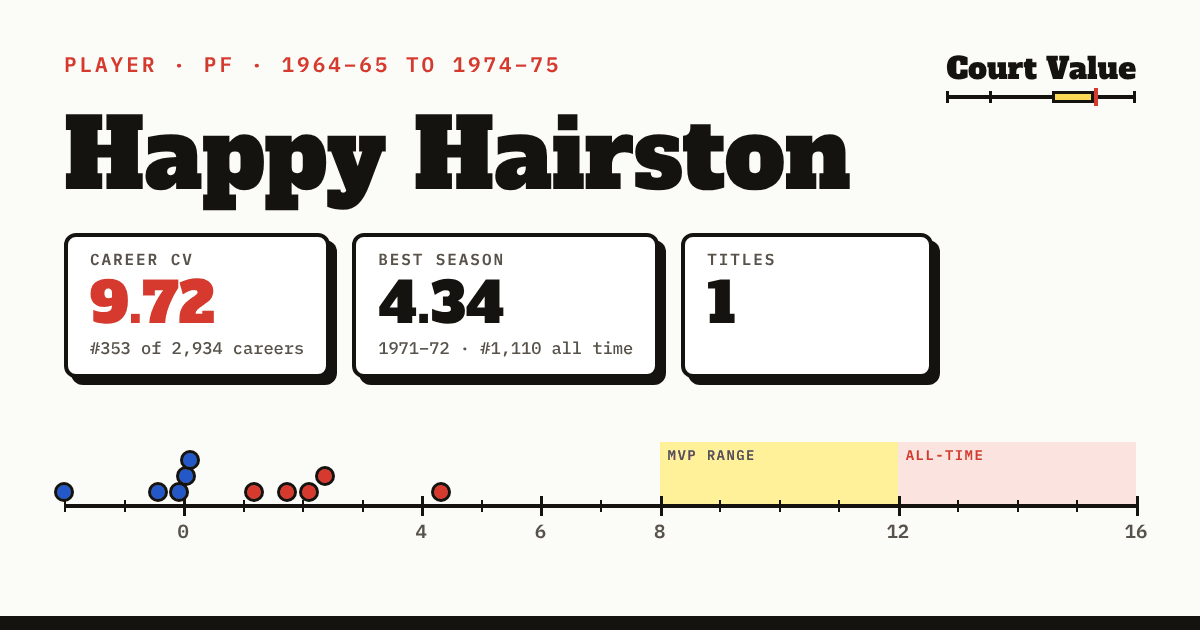 PLAYER · PF · 1964–65 TO 1974–75
Court Value
Happy Hairston
CAREER CV
9.72
#353 of 2,934 careers
BEST SEASON
4.34
1971–72 · #1,110 all time
TITLES
1
MVP RANGE
ALL-TIME
0 4 6 8 12 16